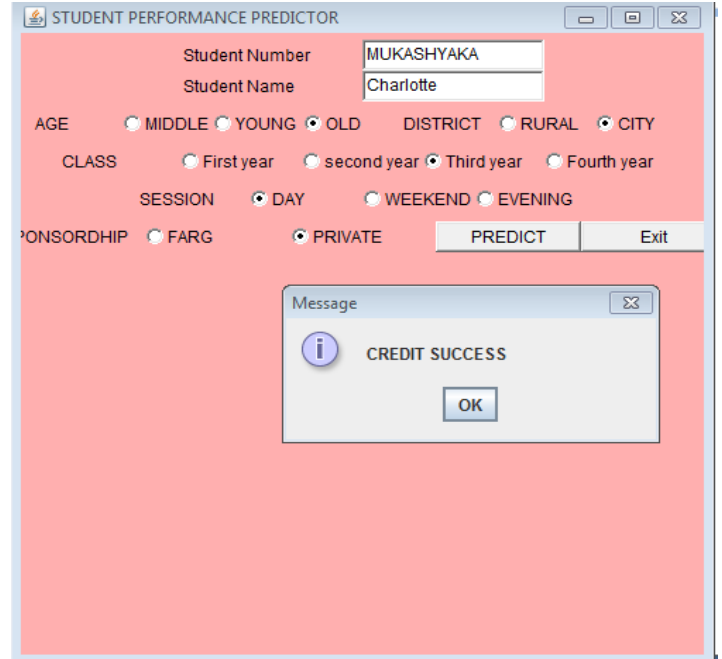 STUDENT PERFORMANCE PREDICTOR
Student Number MUKASHYAKA
Student Name Charlotte
AGE MIDDLE YOUNG OLD DISTRICT RURAL CITY
CLASS First year second year Third year Fourth year
SESSION DAY WEEKEND EVENING
PONSORDHIP FARG PRIVATE PREDICT Exit
Message
i CREDIT SUCCESS
OK